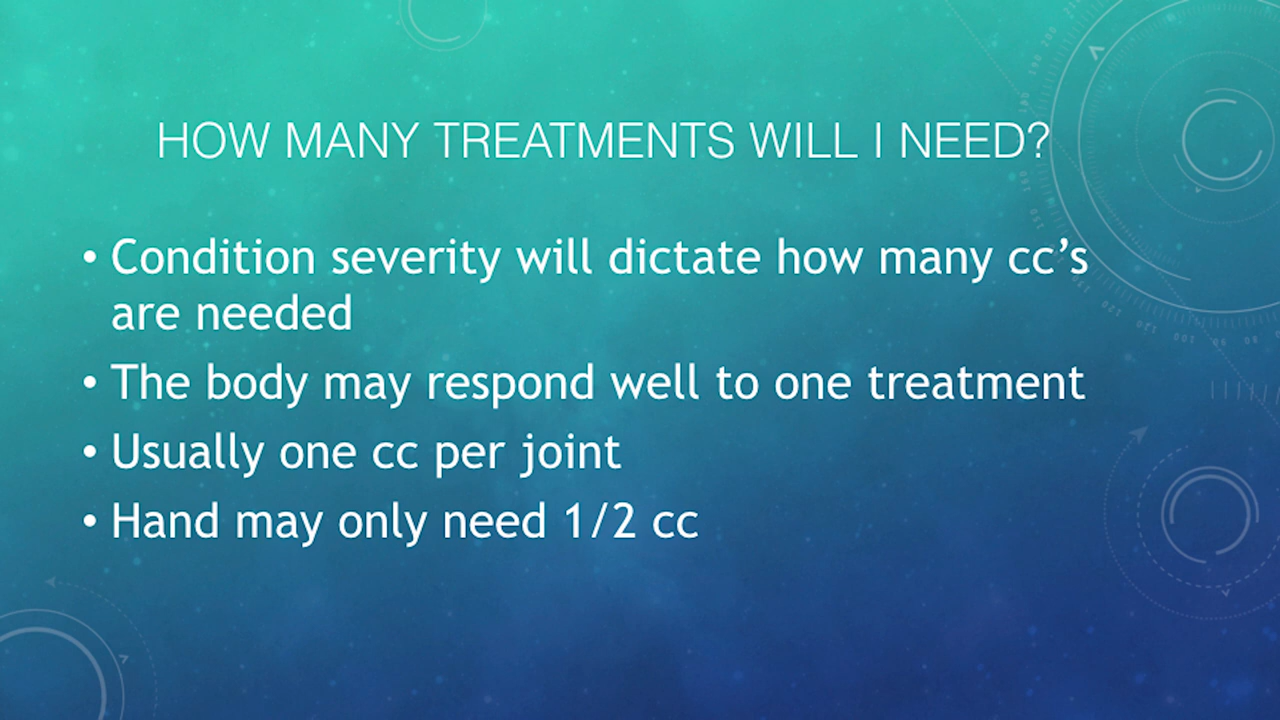 HOW MANY TREATMENTS WILL I NEED?
• Condition severity will dictate how many cc’s
are needed
• The body may respond well to one treatment
• Usually one cc per joint
• Hand may only need 1/2 cc